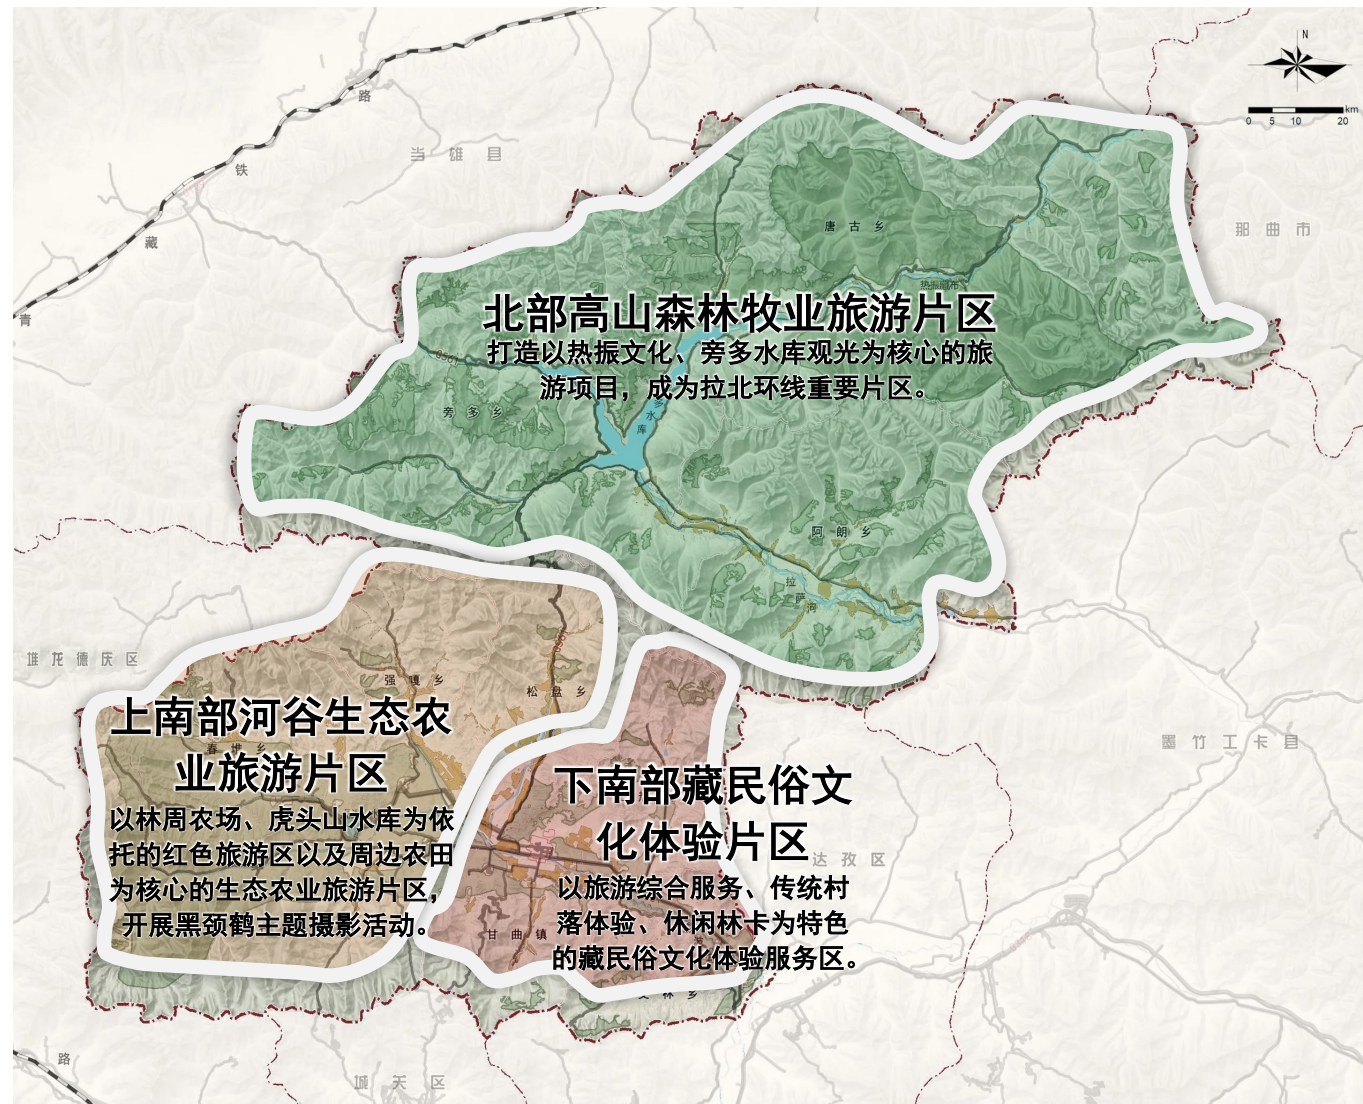 N
km
0 5 10 20
路
当雄县
铁
藏
青
那曲市
唐古乡
热振
北部高山森林牧业旅游片区
打造以热振文化、旁多水库观光为核心的旅
游项目，成为拉北环线重要片区。
旁多乡
水
库
阿朗乡
拉
萨
河
堆龙德庆区
强嘎乡
松盘乡
上南部河谷生态农
业旅游片区
春堆乡
以林周农场、虎头山水库为依
托的红色旅游区以及周边农田
为核心的生态农业旅游片区，
开展黑颈鹤主题摄影活动。
墨竹工卡县
下南部藏民俗文
化体验片区
达孜区
以旅游综合服务、传统村
落体验、休闲林卡为特色
的藏民俗文化体验服务区。
甘曲镇
林乡
路
城关区